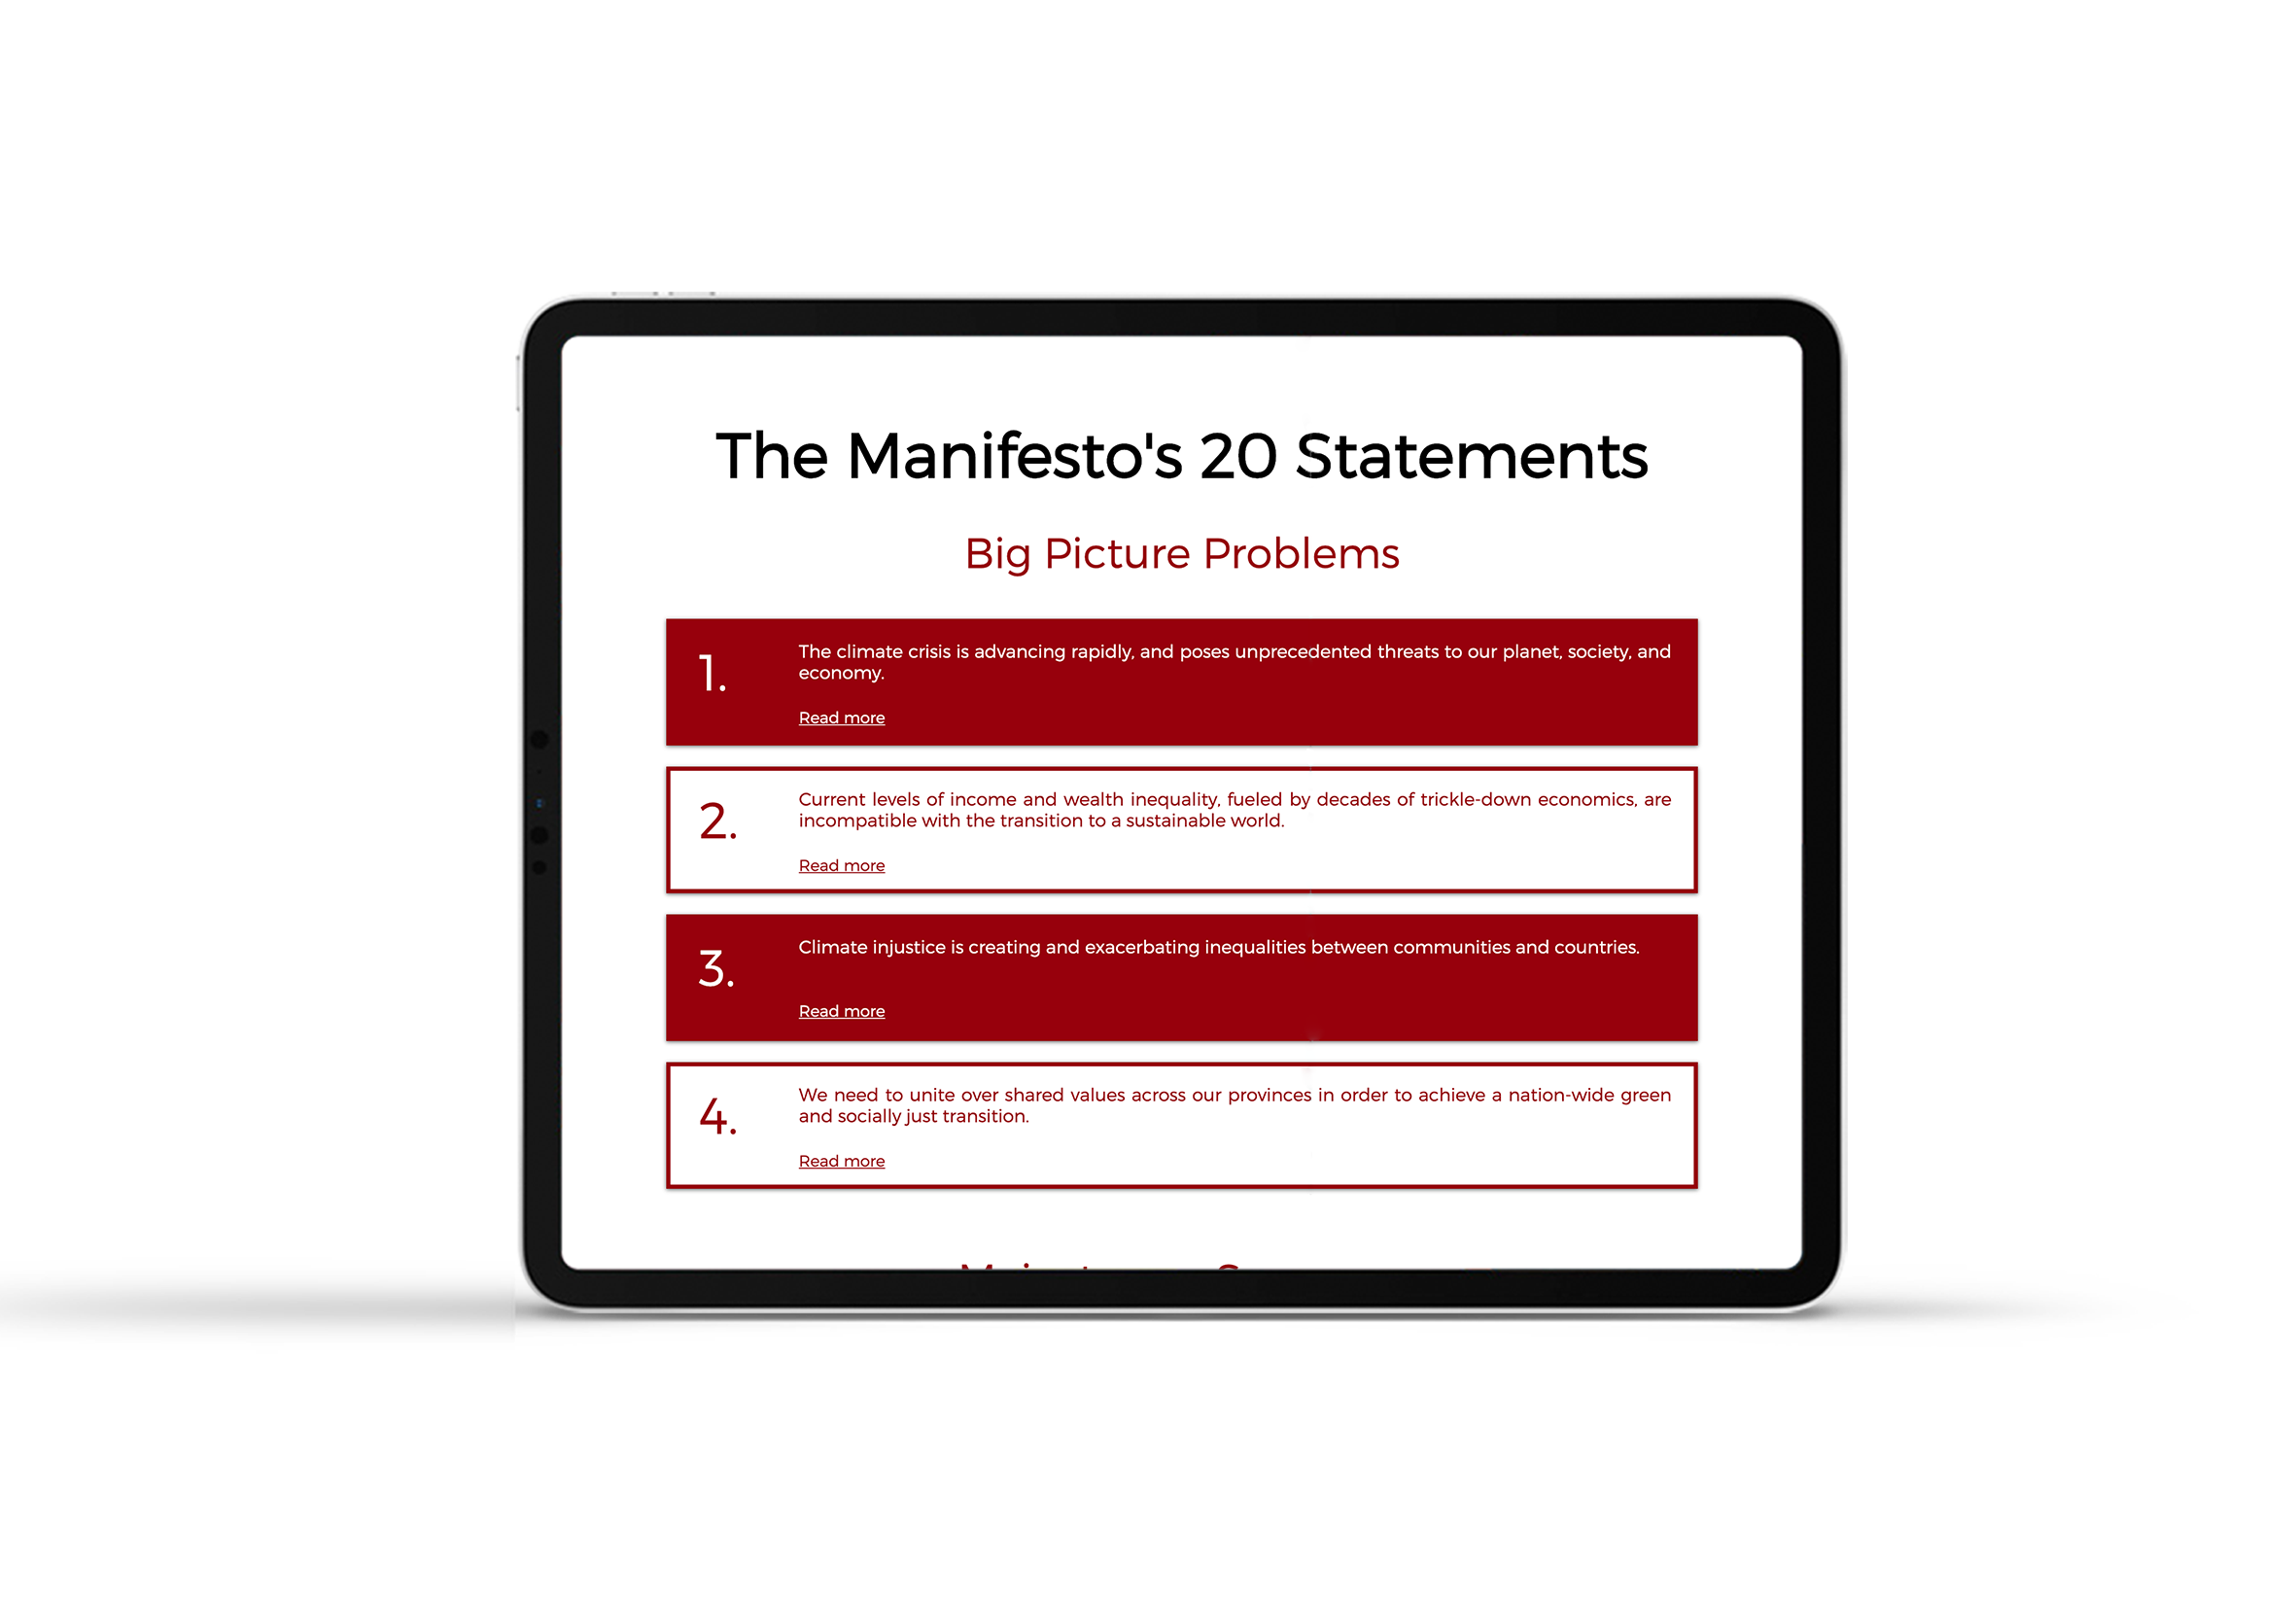 The Manifesto's 20 Statements
Big Picture Problems
1.
The climate crisis is advancing rapidly, and poses unprecedented threats to our planet, society, and
economy.
Read more
2.
Current levels of income and wealth inequality, fueled by decades of trickle-down economics, are
incompatible with the transition to a sustainable world.
Read more
3.
Climate injustice is creating and exacerbating inequalities between communities and countries.
Read more
4.
We need to unite over shared values across our provinces in order to achieve a nation-wide green
and socially just transition.
Read more